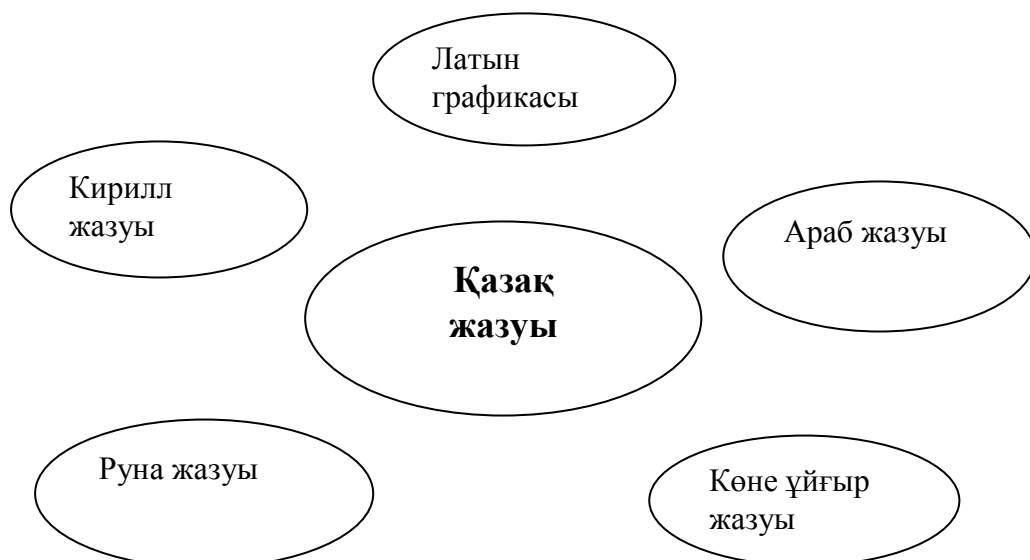 Латын
графикасы
Кирилл
жазуы
Араб жазуы
Қазақ
жазуы
Руна жазуы
Көне ұйғыр
жазуы